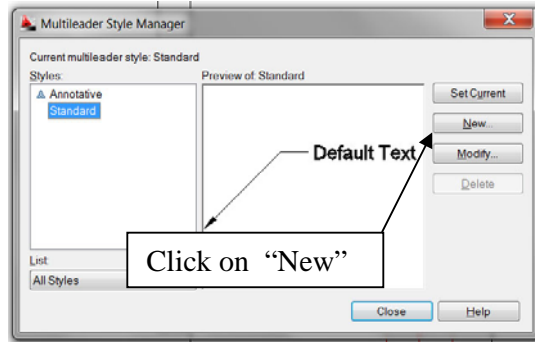 Multileader Style Manager
Current multileader style: Standard
Styles:
Annotative
Standard
Preview of: Standard
Default Text
Set Current
New...
Modify...
Delete
Click on “New”
List:
All Styles
Close
Help